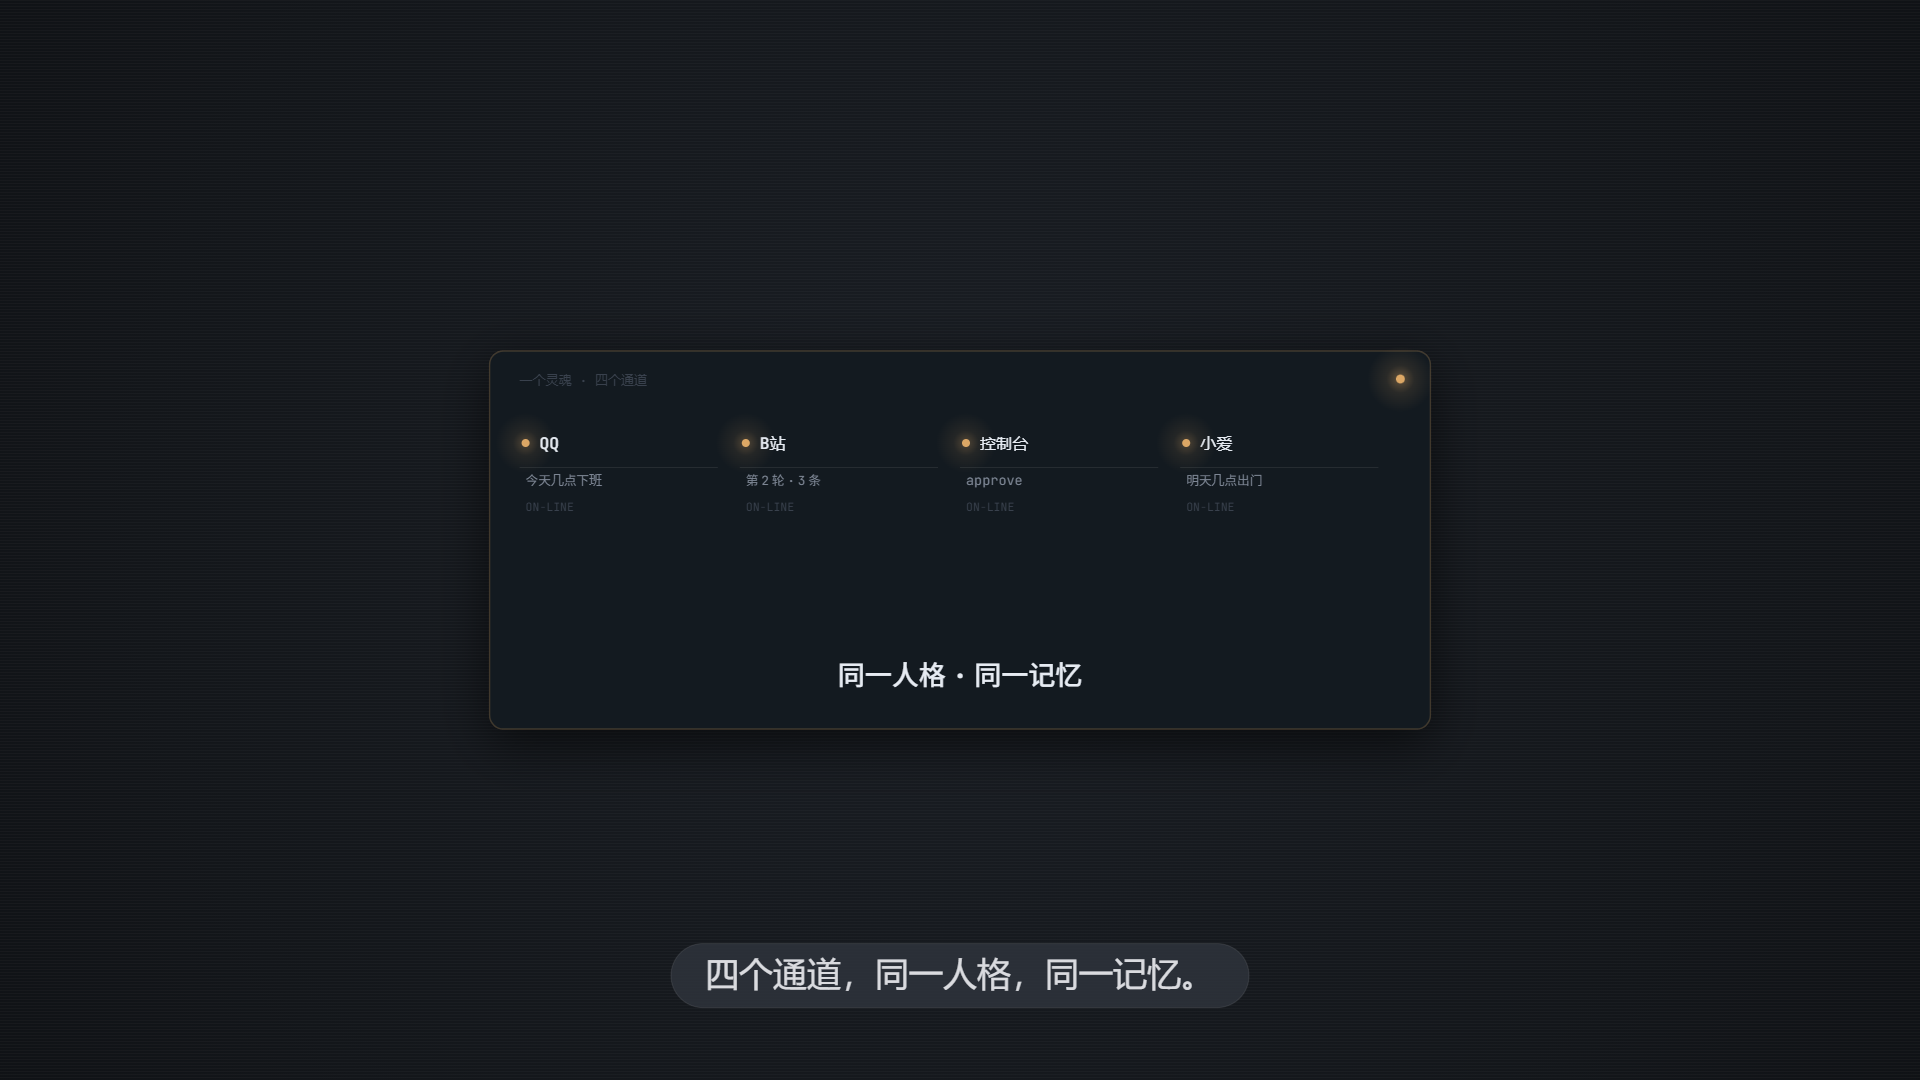 一个灵魂 · 四个通道
QQ B站 控制台 小爱
今天几点下班 第 2 轮 · 3 条 approve 明天几点出门
ON-LINE ON-LINE ON-LINE ON-LINE
同一人格 · 同一记忆
四个通道，同一人格，同一记忆。